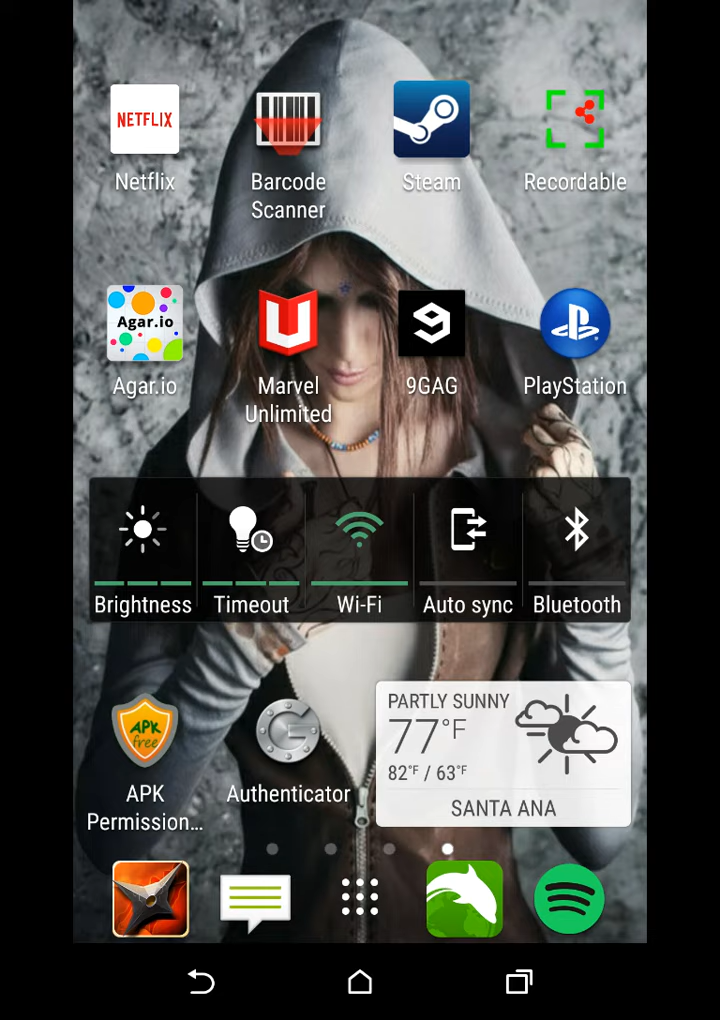 NETFLIX
Netflix
Barcode
Scanner
Steam
Recordable
Agar.io
Agar.io
Marvel
Unlimited
9
9GAG
PlayStation
Brightness
Timeout
Wi-Fi
Auto sync
Bluetooth
APK
free
APK
Permission...
Authenticator
PARTLY SUNNY
77°F
82°F / 63°F
SANTA ANA